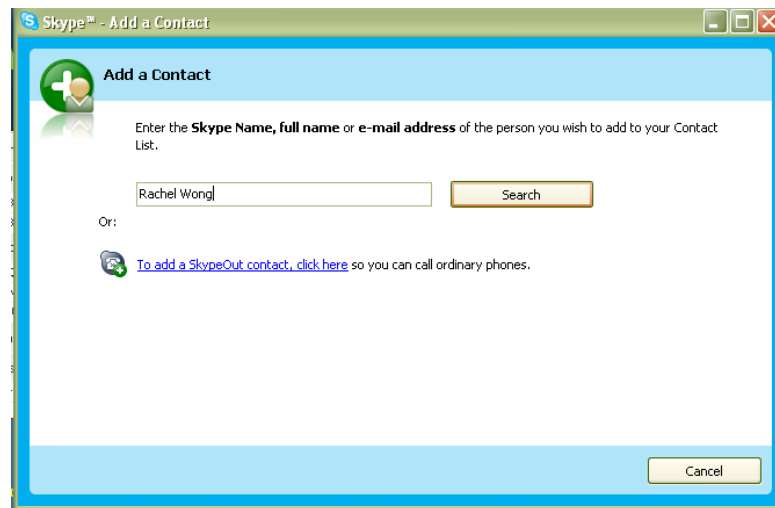 Skype™ - Add a Contact
Add a Contact
Enter the Skype Name, full name or e-mail address of the person you wish to add to your Contact
List.
Rachel Wong
Search
Or:
To add a SkypeOut contact, click here so you can call ordinary phones.
Cancel